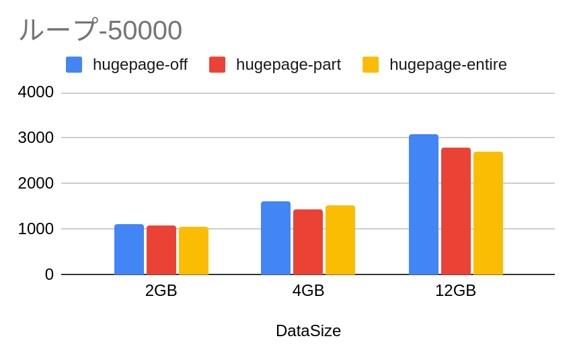 ループ-50000
hugepage-off hugepage-part hugepage-entire
4000
3000
2000
1000
0
2GB 4GB 12GB
DataSize